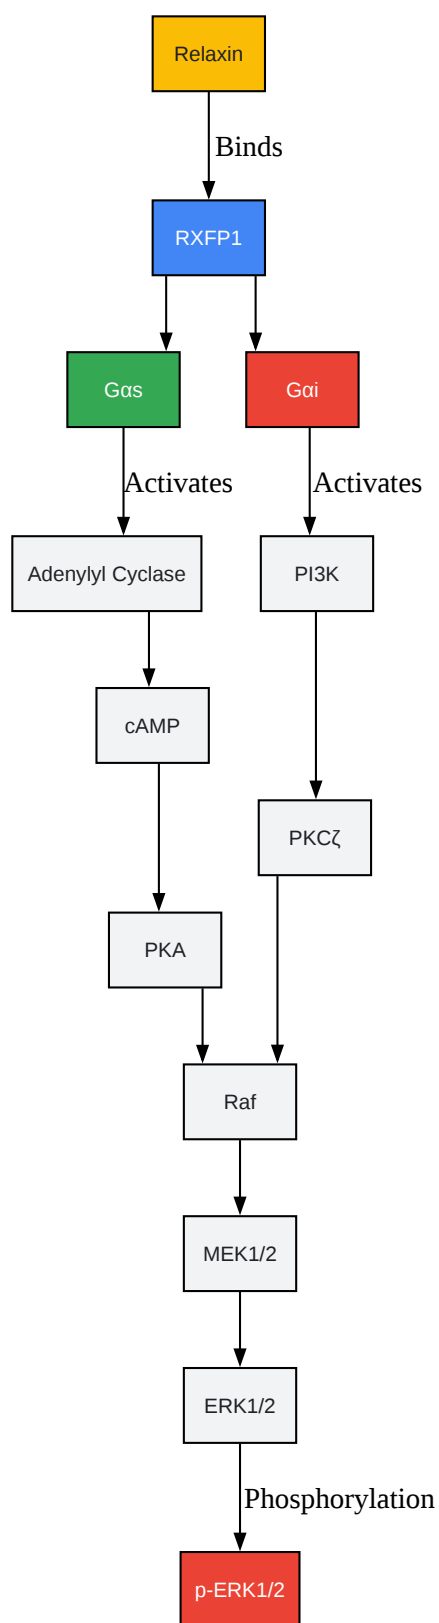 Relaxin
Binds
RXFP1
Gαs
Gαi
Activates
Activates
Adenylyl Cyclase
PI3K
cAMP
PKCζ
PKA
Raf
MEK1/2
ERK1/2
Phosphorylation
p-ERK1/2